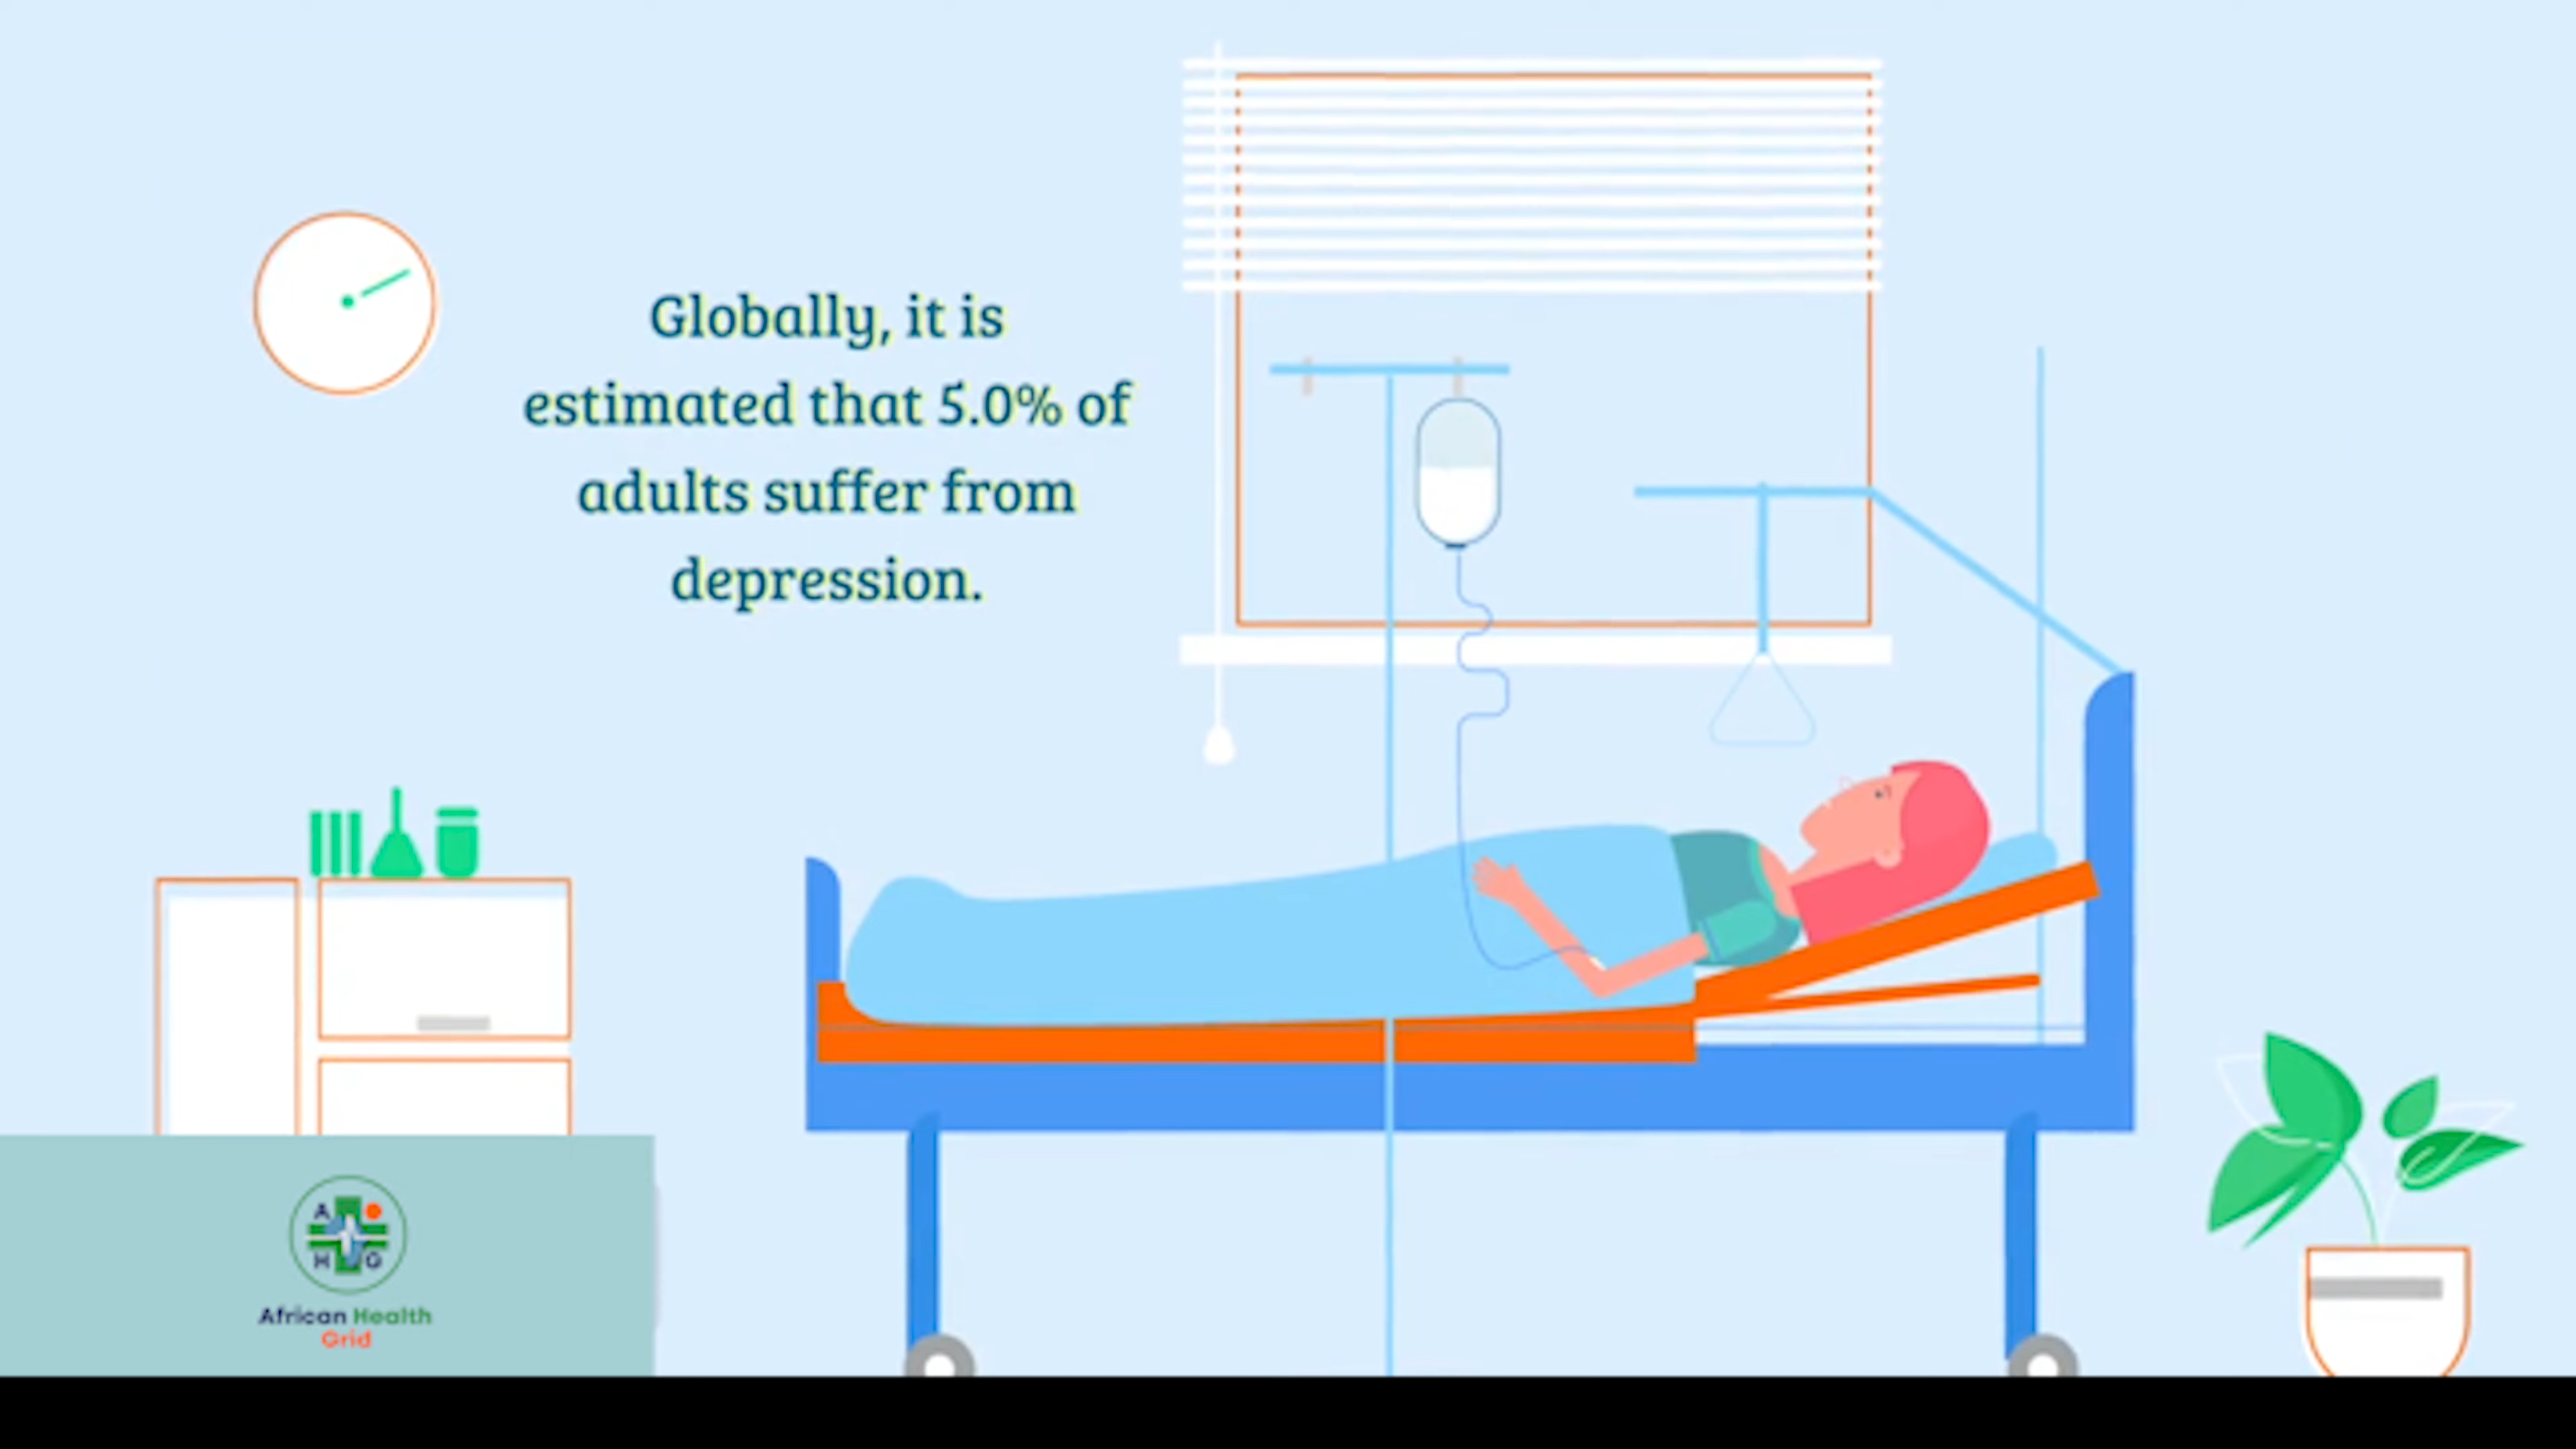 Globally, it is
estimated that 5.0% of
adults suffer from
depression.
A
H G
African Health
Grid